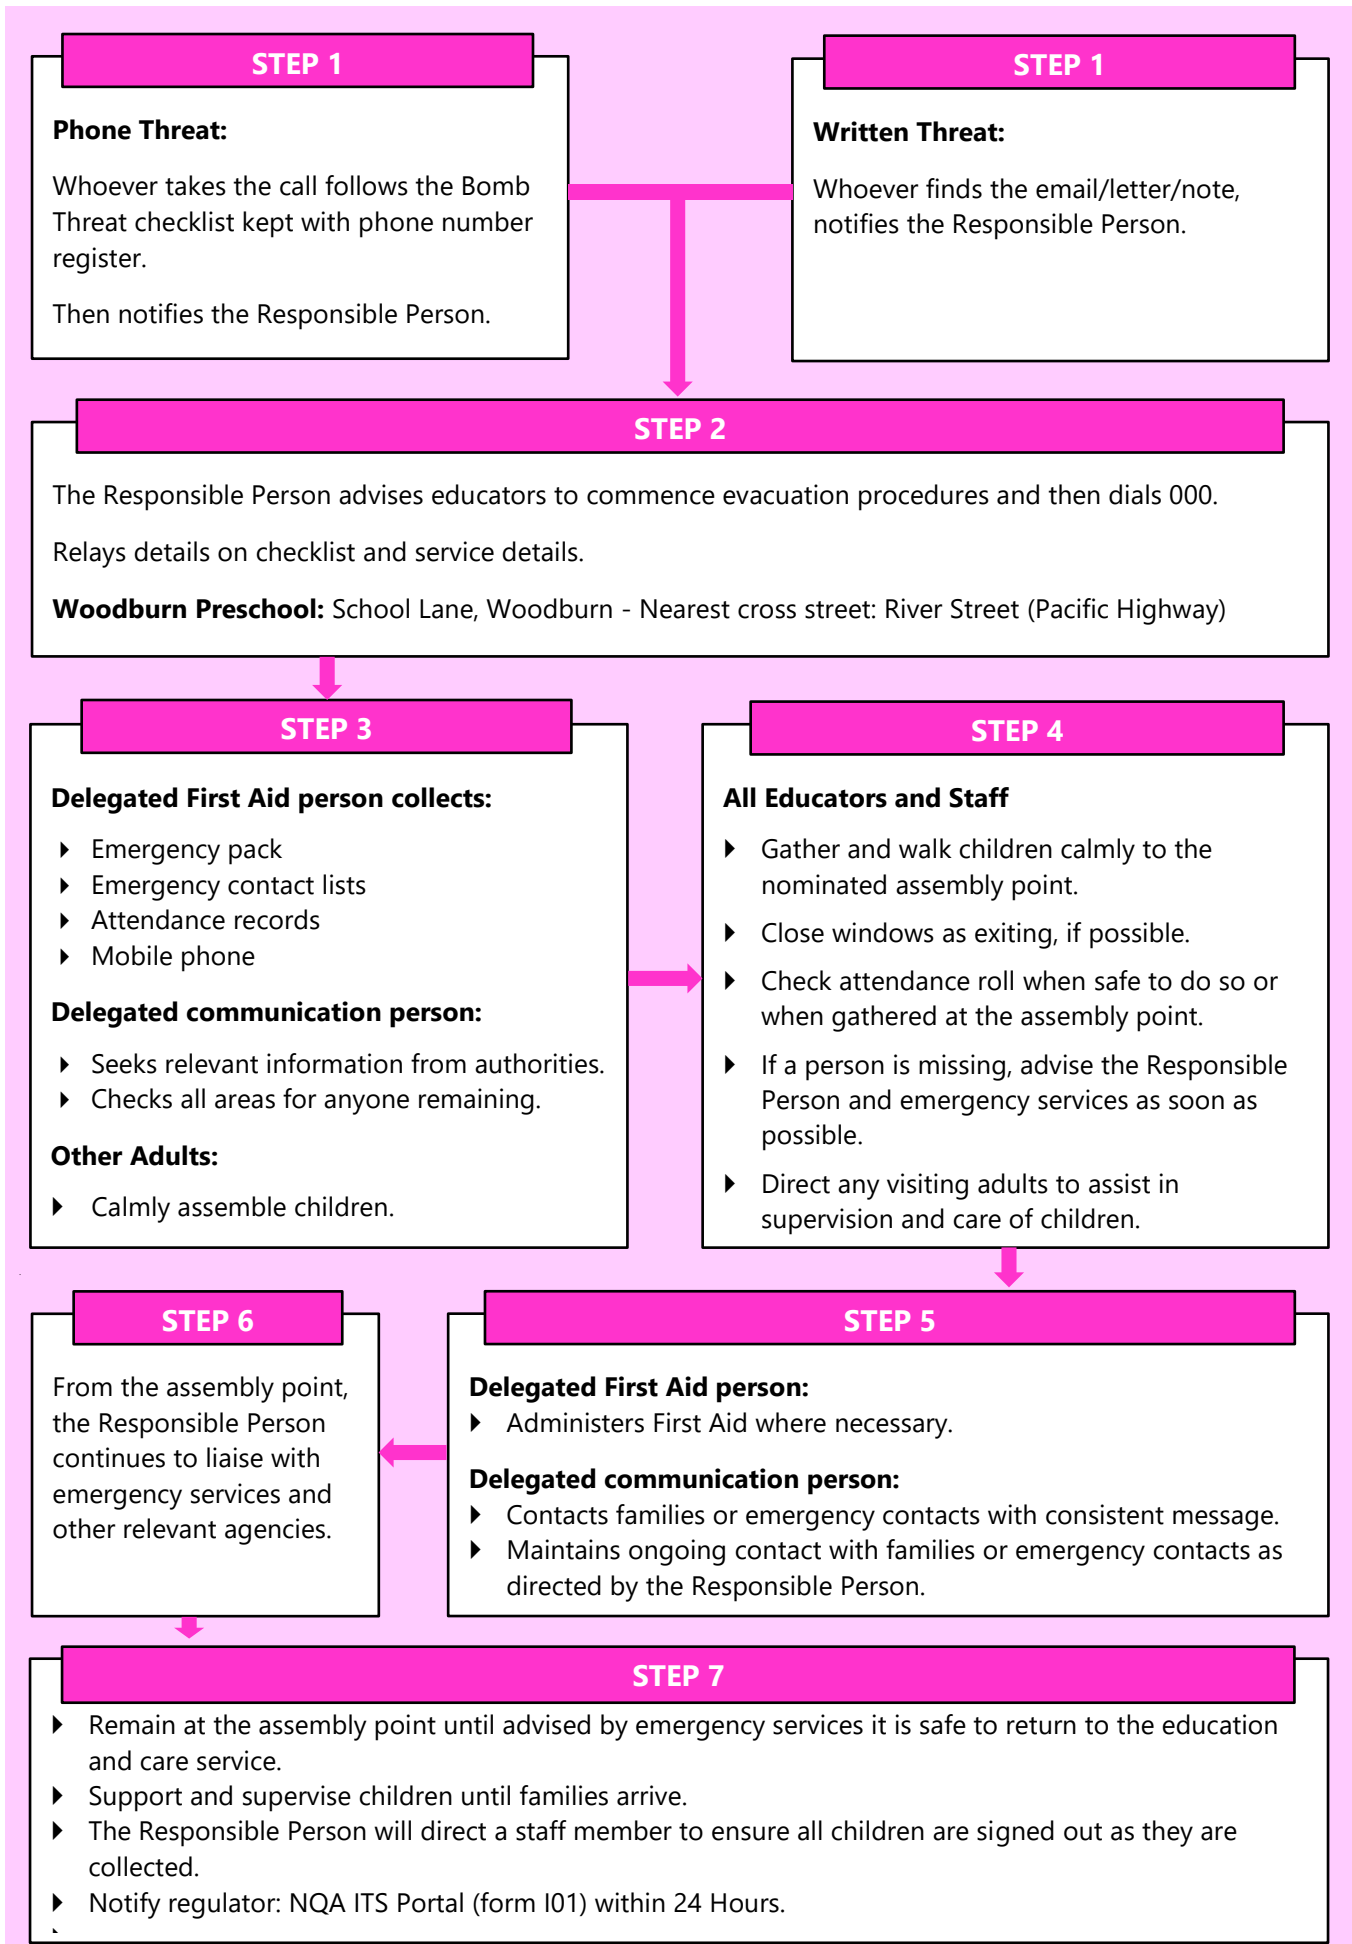 STEP 1
Phone Threat:
Whoever takes the call follows the Bomb
Threat checklist kept with phone number
register.
Then notifies the Responsible Person.
STEP 1
Written Threat:
Whoever finds the email/letter/note,
notifies the Responsible Person.
STEP 2
The Responsible Person advises educators to commence evacuation procedures and then dials 000.
Relays details on checklist and service details.
Woodburn Preschool: School Lane, Woodburn - Nearest cross street: River Street (Pacific Highway)
STEP 3
Delegated First Aid person collects:
Emergency pack
Emergency contact lists
Attendance records
Mobile phone
Delegated communication person:
Seeks relevant information from authorities.
Checks all areas for anyone remaining.
Other Adults:
Calmly assemble children.
STEP 4
All Educators and Staff
Gather and walk children calmly to the
nominated assembly point.
Close windows as exiting, if possible.
Check attendance roll when safe to do so or
when gathered at the assembly point.
If a person is missing, advise the Responsible
Person and emergency services as soon as
possible.
Direct any visiting adults to assist in
supervision and care of children.
STEP 5
Delegated First Aid person:
Administers First Aid where necessary.
Delegated communication person:
Contacts families or emergency contacts with consistent message.
Maintains ongoing contact with families or emergency contacts as
directed by the Responsible Person.
STEP 6
From the assembly point,
the Responsible Person
continues to liaise with
emergency services and
other relevant agencies.
STEP 7
Remain at the assembly point until advised by emergency services it is safe to return to the education
and care service.
Support and supervise children until families arrive.
The Responsible Person will direct a staff member to ensure all children are signed out as they are
collected.
Notify regulator: NQA ITS Portal (form I01) within 24 Hours.